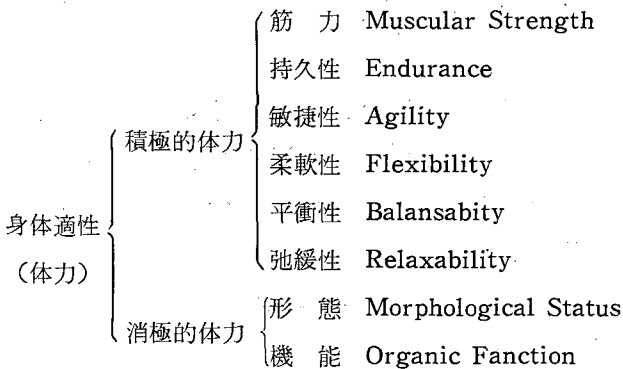 筋　力 Muscular Strength
持久性 Endurance
敏捷性 Agility
積極的体力
柔軟性 Flexibility
平衝性 Balansabity
身体適性
（体力）
弛緩性 Relaxability
形　態 Morphological Status
消極的体力
機　能 Organic Fanction